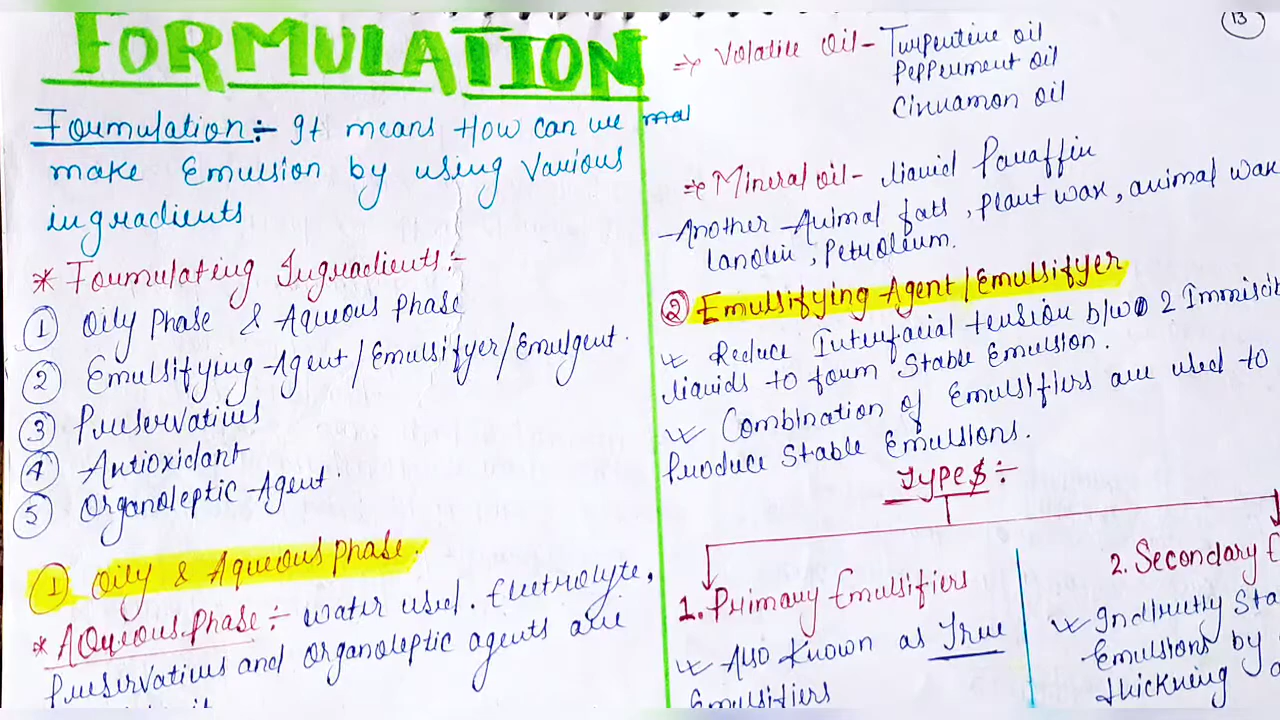 FORMULATION
Formulation:- It means How can we
make Emulsion by using Various
ingradients
* Formulating Ingradients:-
① Oily Phase & Aqueous Phase
② Emulsifying Agent/Emulsifyer/Emulgent.
③ Preservatives
④ Antioxidant
⑤ Organoleptic Agent
① Oily & Aqueous Phase.
* Aqueous Phase:- water used. Electrolyte,
Preservatives and organoleptic agents are
13
⇒ Volatile Oil - Turpentine oil
Pepperment oil
Cinnamon oil
⇒ Mineral oil - liquid Paraffin
- Another - Animal fats, plant wax, animal wax
Lanolin, Petroleum.
② Emulsifying Agent/Emulsifyer
Reduce Interfacial tension b/w 2 Immiscib
liquids to form Stable Emulsion.
Combination of Emulsifiers are used to
Produce Stable Emulsions.
Types:-
1. Primary Emulsifiers
Also Known as True
Emulsifiers
2. Secondary E
Indirectly Sta
Emulsions by
thickning